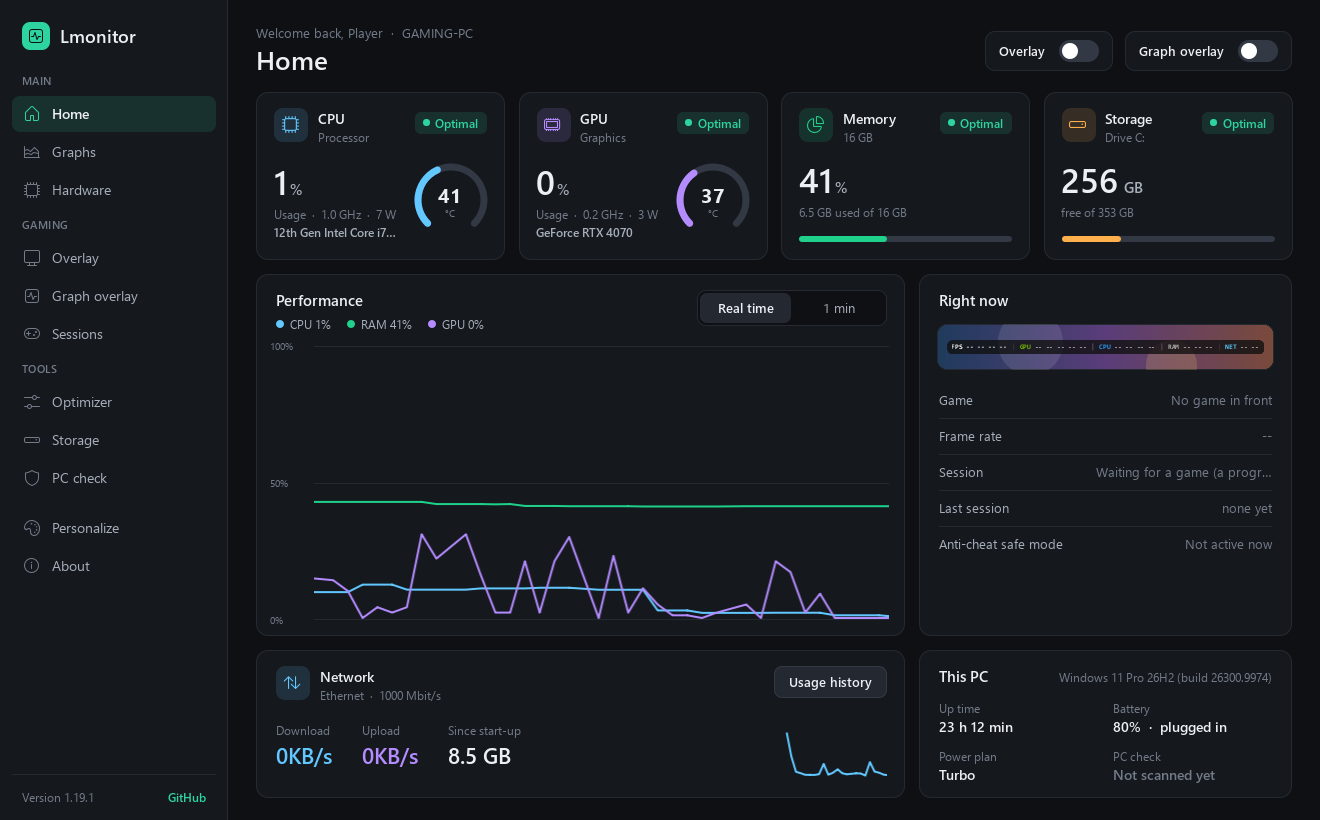 Lmonitor
MAIN
Home
Graphs
Hardware
GAMING
Overlay
Graph overlay
Sessions
TOOLS
Optimizer
Storage
PC check
Personalize
About
Version 1.19.1
GitHub
Welcome back, Player · GAMING-PC
Home
Overlay
Graph overlay
CPU
Processor
Optimal
1%
41
°C
Usage · 1.0 GHz · 7 W
12th Gen Intel Core i7...
GPU
Graphics
Optimal
0%
37
°C
Usage · 0.2 GHz · 3 W
GeForce RTX 4070
Memory
16 GB
Optimal
41%
6.5 GB used of 16 GB
Storage
Drive C:
Optimal
256 GB
free of 353 GB
Performance
CPU 1% RAM 41% GPU 0%
Real time
1 min
100%
50%
0%
Right now
FPS -- -- -- -- | GPU -- -- -- -- -- | CPU -- -- -- -- | RAM -- -- -- | NET -- --
Game No game in front
Frame rate --
Session Waiting for a game (a progr...
Last session none yet
Anti-cheat safe mode Not active now
Network
Ethernet · 1000 Mbit/s
Usage history
Download Upload Since start-up
0KB/s 0KB/s 8.5 GB
This PC
Windows 11 Pro 26H2 (build 26300.9974)
Up time Battery
23 h 12 min 80% · plugged in
Power plan PC check
Turbo Not scanned yet